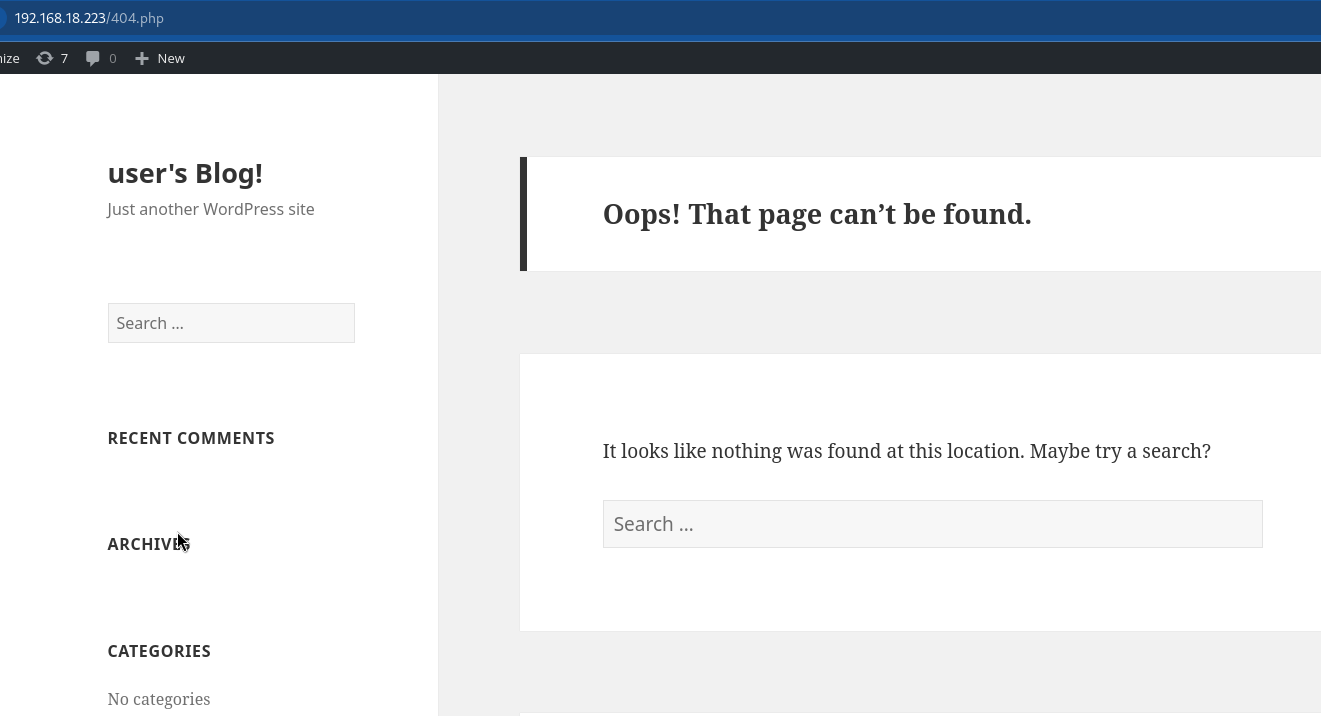 192.168.18.223/404.php
nize 7 0 New
user's Blog!
Just another WordPress site
Search …
RECENT COMMENTS
ARCHIVES
CATEGORIES
No categories
Oops! That page can’t be found.
It looks like nothing was found at this location. Maybe try a search?
Search …